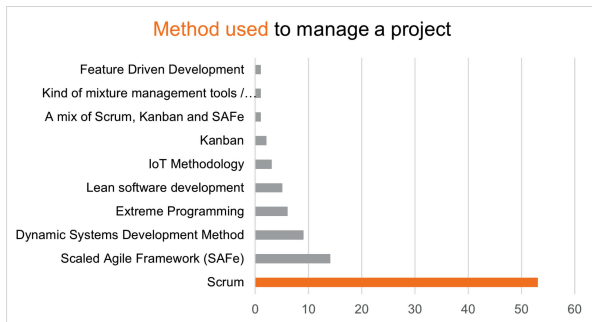 Method used to manage a project
Feature Driven Development
Kind of mixture management tools /…
A mix of Scrum, Kanban and SAFe
Kanban
IoT Methodology
Lean software development
Extreme Programming
Dynamic Systems Development Method
Scaled Agile Framework (SAFe)
Scrum
0 10 20 30 40 50 60